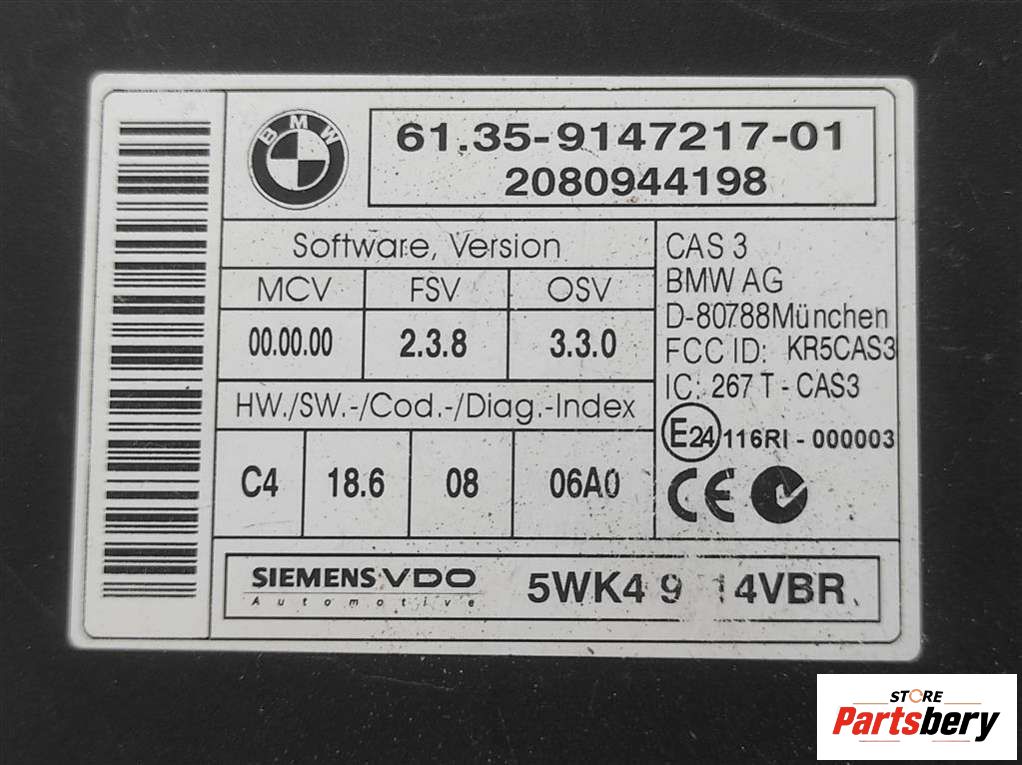 BMW
61.35-9147217-01
2080944198
Software, Version
MCV FSV OSV
00.00.00 2.3.8 3.3.0
HW./SW.-/Cod.-/Diag.-Index
C4 18.6 08 06A0
CAS 3
BMW AG
D-80788München
FCC ID: KR5CAS3
IC: 267 T - CAS3
E24 116RI - 000003
CE
SIEMENS VDO
Automotive
14VBR
STORE
Partsbery